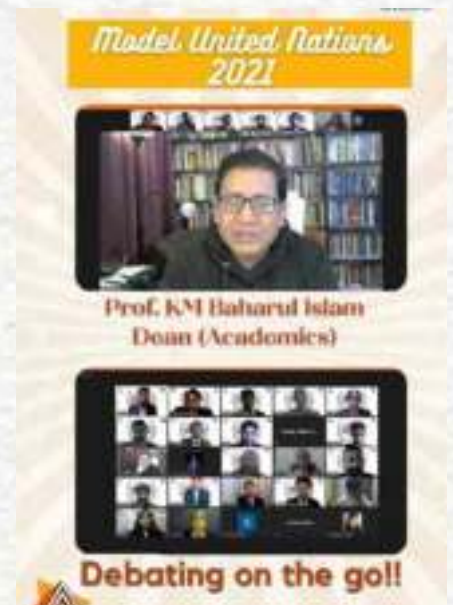 Model United Nations
2021
Prof. KM Baharul Islam
Dean (Academics)
Debating on the go!!